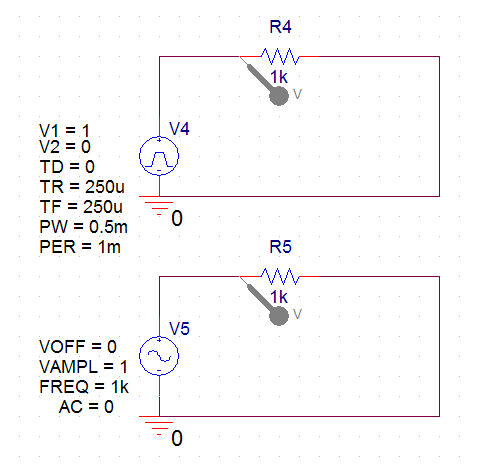 R4
1k
V
V1 = 1
V4
V2 = 0
TD = 0
TR = 250u
TF = 250u
PW = 0.5m
PER = 1m
0
R5
1k
V
V5
VOFF = 0
VAMPL = 1
FREQ = 1k
AC = 0
0